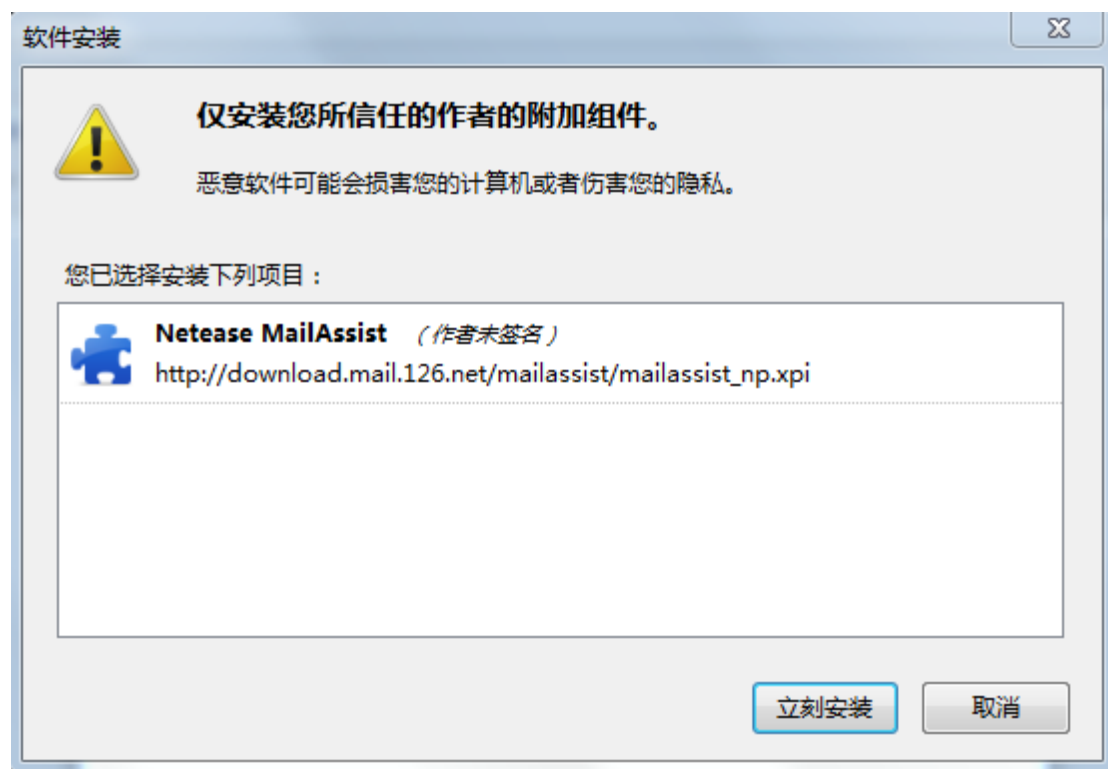 软件安装
仅安装您所信任的作者的附加组件。
恶意软件可能会损害您的计算机或者伤害您的隐私。
您已选择安装下列项目：
Netease MailAssist （作者未签名）
http://download.mail.126.net/mailassist/mailassist_np.xpi
立刻安装 取消